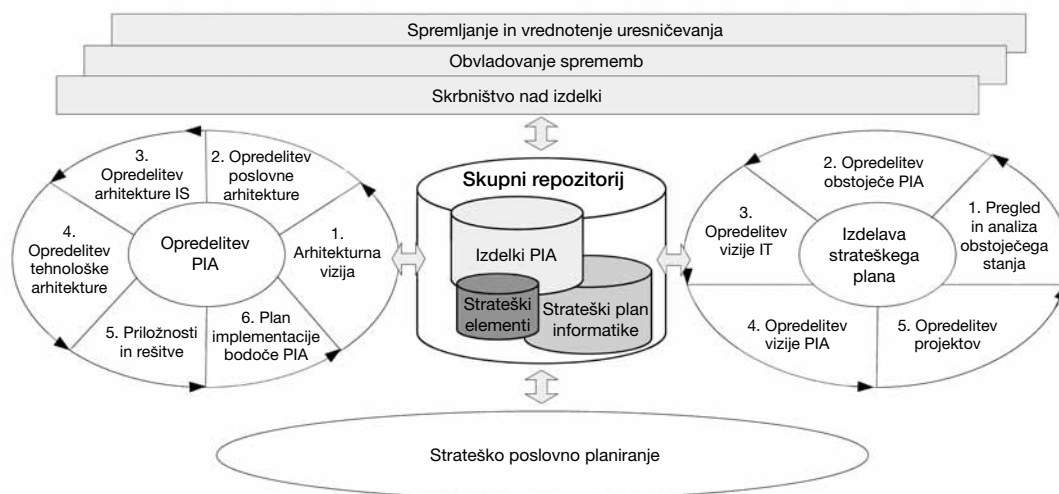 Spremljanje in vrednotenje uresničevanja
Obvladovanje sprememb
Skrbništvo nad izdelki
3.
Opredelitev
arhitekture IS
2. Opredelitev
poslovne
arhitekture
4.
Opredelitev
tehnološke
arhitekture
Opredelitev
PIA
1.
Arhitekturna
vizija
5. Priložnosti
in rešitve
6. Plan
implementacije
bodoče PIA
Skupni repozitorij
Izdelki PIA
Strateški
elementi
Strateški plan
informatike
2. Opredelitev
obstoječe PIA
3.
Opredelitev
vizije IT
Izdelava
strateškega
plana
1. Pregled
in analiza
obstoječega
stanja
4. Opredelitev
vizije PIA
5. Opredelitev
projektov
Strateško poslovno planiranje